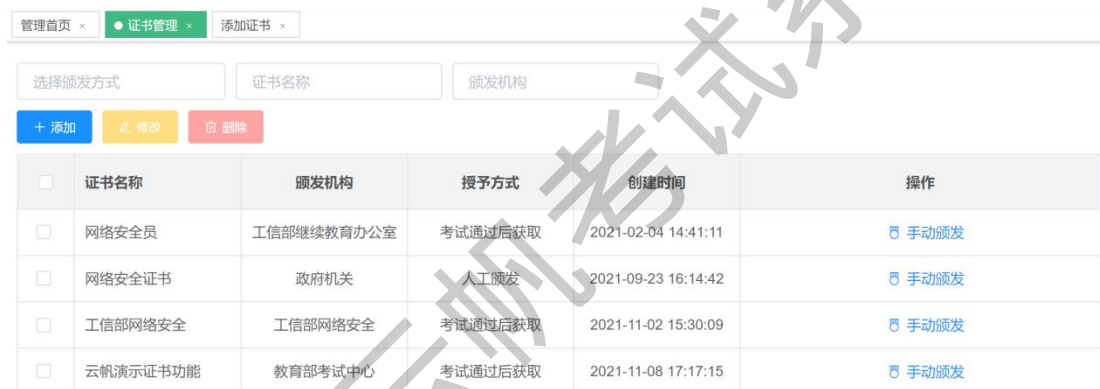 管理首页 × ● 证书管理 × 添加证书 ×
选择颁发方式 证书名称 颁发机构
+ 添加 修改 删除
证书名称 颁发机构 授予方式 创建时间 操作
网络安全员 工信部继续教育办公室 考试通过后获取 2021-02-04 14:41:11 手动颁发
网络安全证书 政府机关 人工颁发 2021-09-23 16:14:42 手动颁发
工信部网络安全 工信部网络安全 考试通过后获取 2021-11-02 15:30:09 手动颁发
云帆演示证书功能 教育部考试中心 考试通过后获取 2021-11-08 17:17:15 手动颁发
云帆考试系